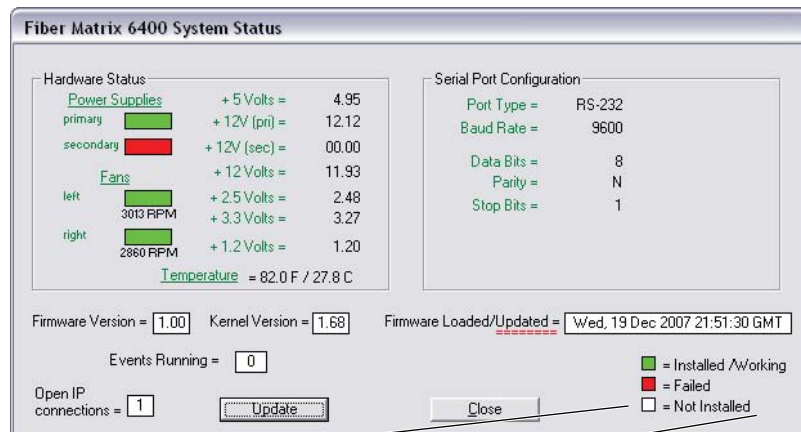 Fiber Matrix 6400 System Status
Hardware Status
Power Supplies
primary
secondary
Fans
left
3013 RPM
right
2860 RPM
+ 5 Volts = 4.95
+ 12V (pri) = 12.12
+ 12V (sec) = 00.00
+ 12 Volts = 11.93
+ 2.5 Volts = 2.48
+ 3.3 Volts = 3.27
+ 1.2 Volts = 1.20
Temperature = 82.0 F / 27.8 C
Serial Port Configuration
Port Type = RS-232
Baud Rate = 9600
Data Bits = 8
Parity = N
Stop Bits = 1
Firmware Version = 1.00 Kernel Version = 1.68 Firmware Loaded/Updated = Wed, 19 Dec 2007 21:51:30 GMT
Events Running = 0
Open IP
connections = 1
Update
Close
= Installed /Working
= Failed
= Not Installed